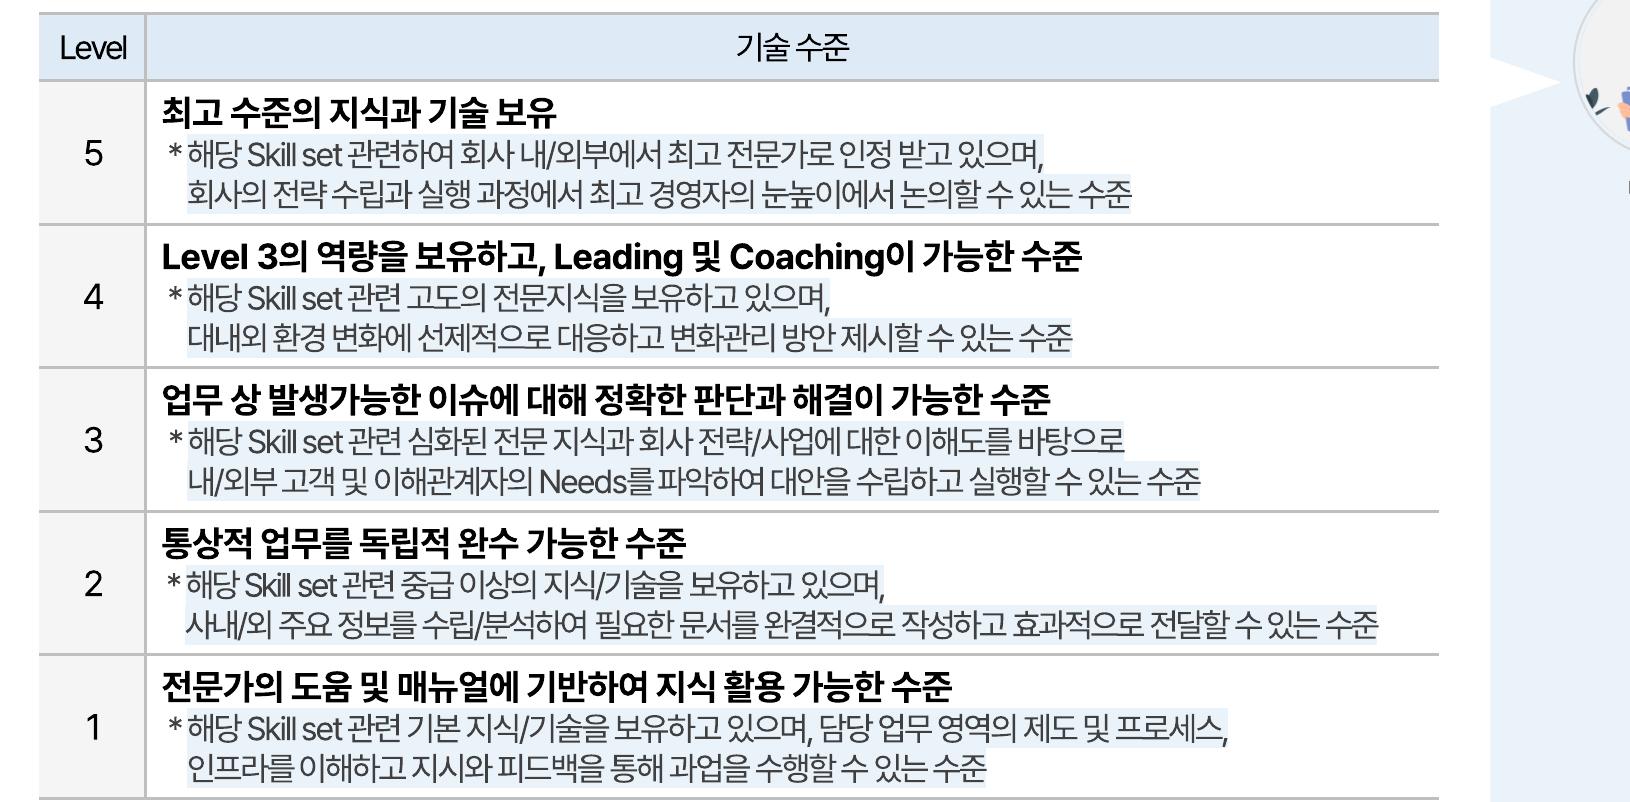 Level 기술 수준
5
최고 수준의 지식과 기술 보유
* 해당 Skill set 관련하여 회사 내/외부에서 최고 전문가로 인정 받고 있으며,
회사의 전략 수립과 실행 과정에서 최고 경영자의 눈높이에서 논의할 수 있는 수준
4
Level 3의 역량을 보유하고, Leading 및 Coaching이 가능한 수준
* 해당 Skill set 관련 고도의 전문지식을 보유하고 있으며,
대내외 환경 변화에 선제적으로 대응하고 변화관리 방안 제시할 수 있는 수준
3
업무 상 발생가능한 이슈에 대해 정확한 판단과 해결이 가능한 수준
* 해당 Skill set 관련 심화된 전문 지식과 회사 전략/사업에 대한 이해도를 바탕으로
내/외부 고객 및 이해관계자의 Needs를 파악하여 대안을 수립하고 실행할 수 있는 수준
2
통상적 업무를 독립적 완수 가능한 수준
* 해당 Skill set 관련 중급 이상의 지식/기술을 보유하고 있으며,
사내/외 주요 정보를 수립/분석하여 필요한 문서를 완결적으로 작성하고 효과적으로 전달할 수 있는 수준
1
전문가의 도움 및 매뉴얼에 기반하여 지식 활용 가능한 수준
* 해당 Skill set 관련 기본 지식/기술을 보유하고 있으며, 담당 업무 영역의 제도 및 프로세스,
인프라를 이해하고 지시와 피드백을 통해 과업을 수행할 수 있는 수준